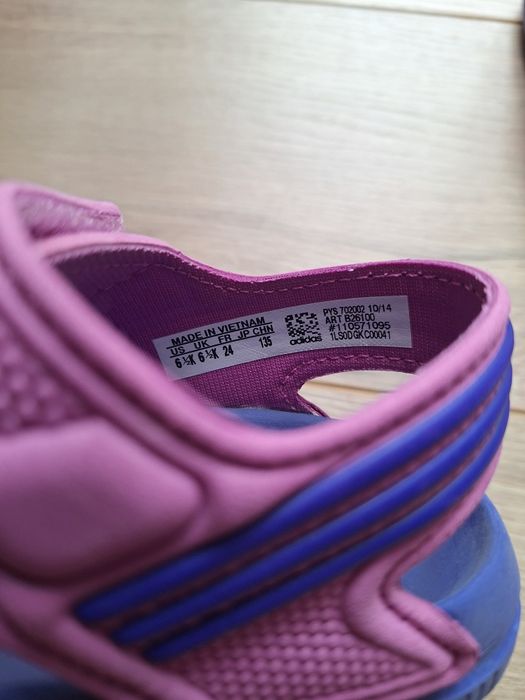 MADE IN VIETNAM
US UK FR JP CHN
6½K 6½K 24 135
adidas
PYS 702002 10/14
ART B26100
#110571095
1LS0DGKC00041